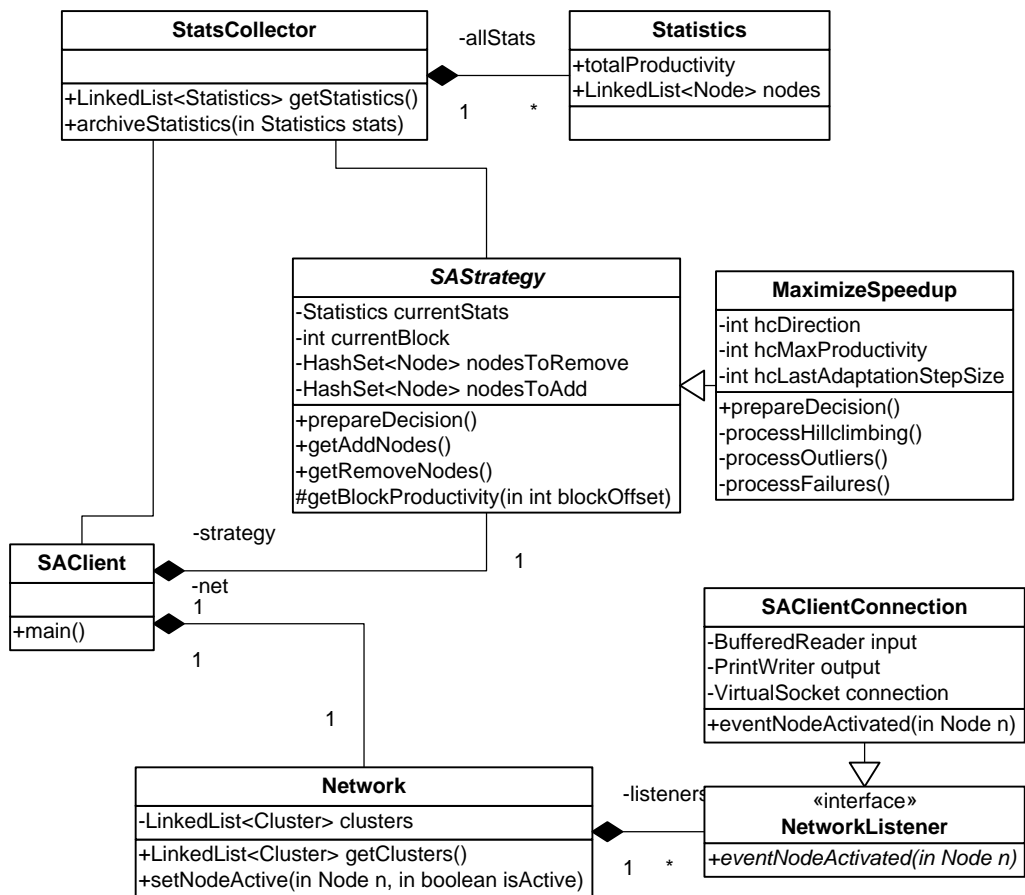 StatsCollector
+LinkedList<Statistics> getStatistics()
+archiveStatistics(in Statistics stats)
-allStats
1
*
Statistics
+totalProductivity
+LinkedList<Node> nodes
SAStrategy
-Statistics currentStats
-int currentBlock
-HashSet<Node> nodesToRemove
-HashSet<Node> nodesToAdd
+prepareDecision()
+getAddNodes()
+getRemoveNodes()
#getBlockProductivity(in int blockOffset)
MaximizeSpeedup
-int hcDirection
-int hcMaxProductivity
-int hcLastAdaptationStepSize
+prepareDecision()
-processHillclimbing()
-processOutliers()
-processFailures()
SAClient
+main()
-strategy
1
-net
1
1
1
SAClientConnection
-BufferedReader input
-PrintWriter output
-VirtualSocket connection
+eventNodeActivated(in Node n)
Network
-LinkedList<Cluster> clusters
+LinkedList<Cluster> getClusters()
+setNodeActive(in Node n, in boolean isActive)
-listeners
1
*
«interface»
NetworkListener
+eventNodeActivated(in Node n)